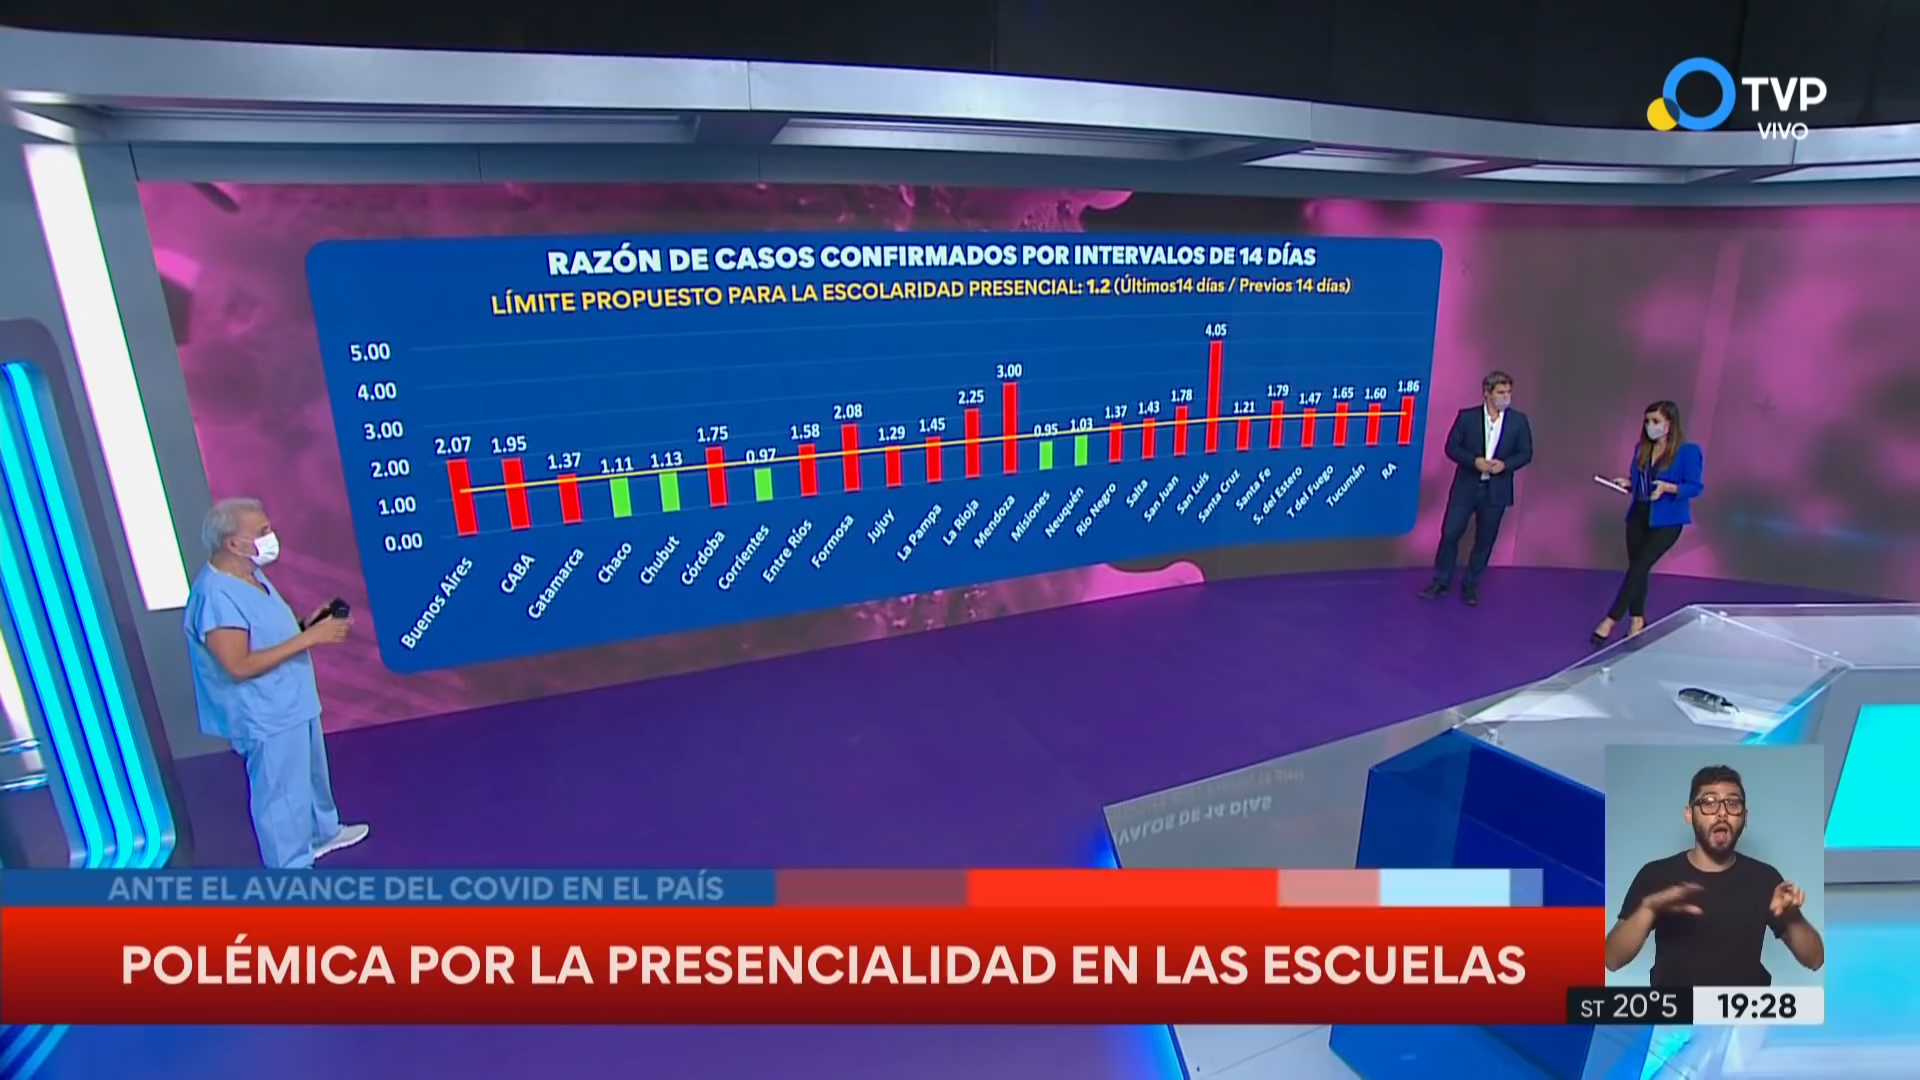 TVP
VIVO
RAZÓN DE CASOS CONFIRMADOS POR INTERVALOS DE 14 DÍAS
LÍMITE PROPUESTO PARA LA ESCOLARIDAD PRESENCIAL: 1.2 (Últimos14 días / Previos 14 días)
5.00
4.00
3.00
2.00
1.00
0.00
2.07 1.95 1.37 1.11 1.13 1.75 0.97 1.58 2.08 1.29 1.45 2.25 3.00 0.95 1.03 1.37 1.43 1.78 4.05 1.21 1.79 1.47 1.65 1.60 1.86
Buenos Aires
CABA
Catamarca
Chaco
Chubut
Córdoba
Corrientes
Entre Ríos
Formosa
Jujuy
La Pampa
La Rioja
Mendoza
Misiones
Neuquén
Río Negro
Salta
San Juan
San Luis
Santa Cruz
Santa Fe
S. del Estero
T del Fuego
Tucumán
RA
VALOS DE 14 DÍAS
ANTE EL AVANCE DEL COVID EN EL PAÍS
POLÉMICA POR LA PRESENCIALIDAD EN LAS ESCUELAS
ST 20°5 19:28